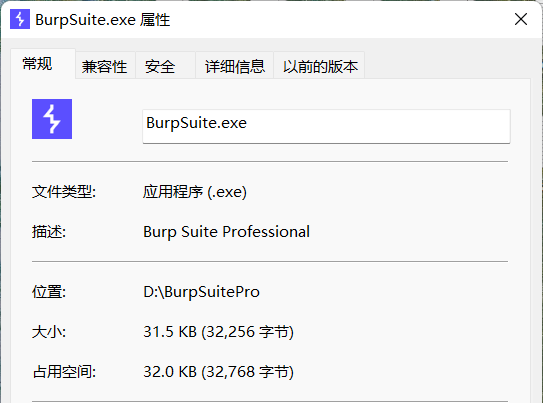 BurpSuite.exe 属性
常规 兼容性 安全 详细信息 以前的版本
BurpSuite.exe
文件类型: 应用程序 (.exe)
描述: Burp Suite Professional
位置: D:\BurpSuitePro
大小: 31.5 KB (32,256 字节)
占用空间: 32.0 KB (32,768 字节)